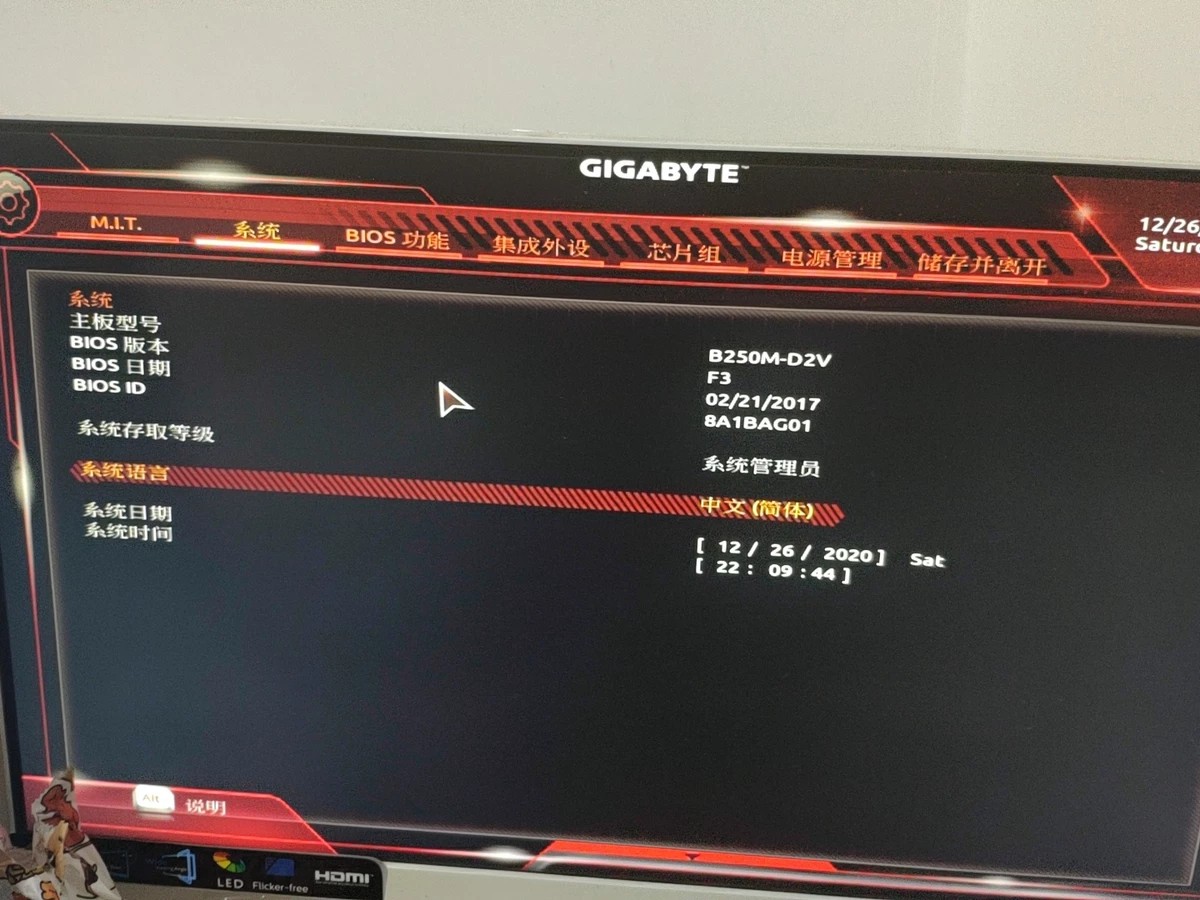 GIGABYTE™
12/26/
Satur
M.I.T.
系统
BIOS 功能
集成外设
芯片组
电源管理
储存并离开
系统
主板型号 B250M-D2V
BIOS 版本 F3
BIOS 日期 02/21/2017
BIOS ID 8A1BAG01
系统存取等级 系统管理员
系统语言 中文 (简体)
系统日期 [ 12 / 26 / 2020 ] Sat
系统时间 [ 22 : 09 : 44 ]
Alt 说明
LED Flicker-free HDMI